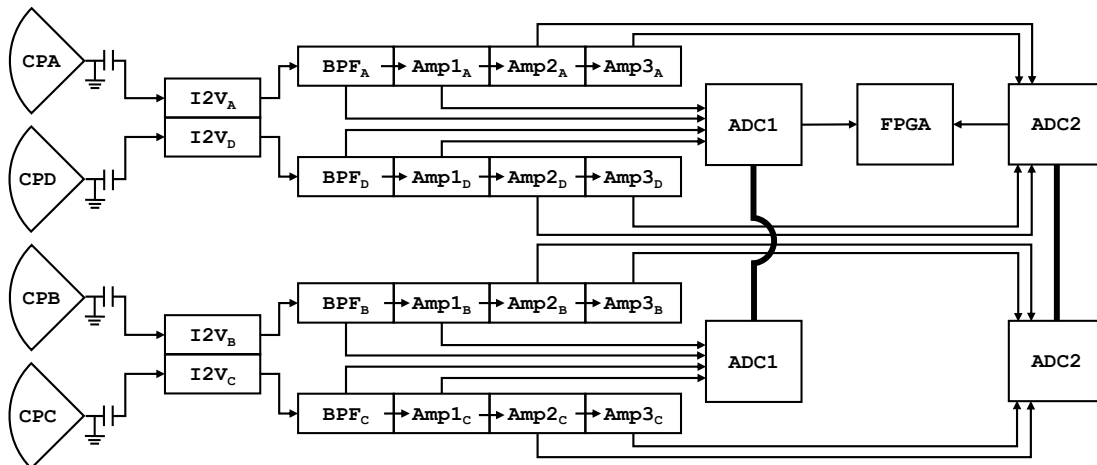 CPA
I2V_A
BPF_A Amp1_A Amp2_A Amp3_A
ADC1 FPGA ADC2
CPD
I2V_D
BPF_D Amp1_D Amp2_D Amp3_D
CPB
I2V_B
BPF_B Amp1_B Amp2_B Amp3_B
ADC1 ADC2
CPC
I2V_C
BPF_C Amp1_C Amp2_C Amp3_C